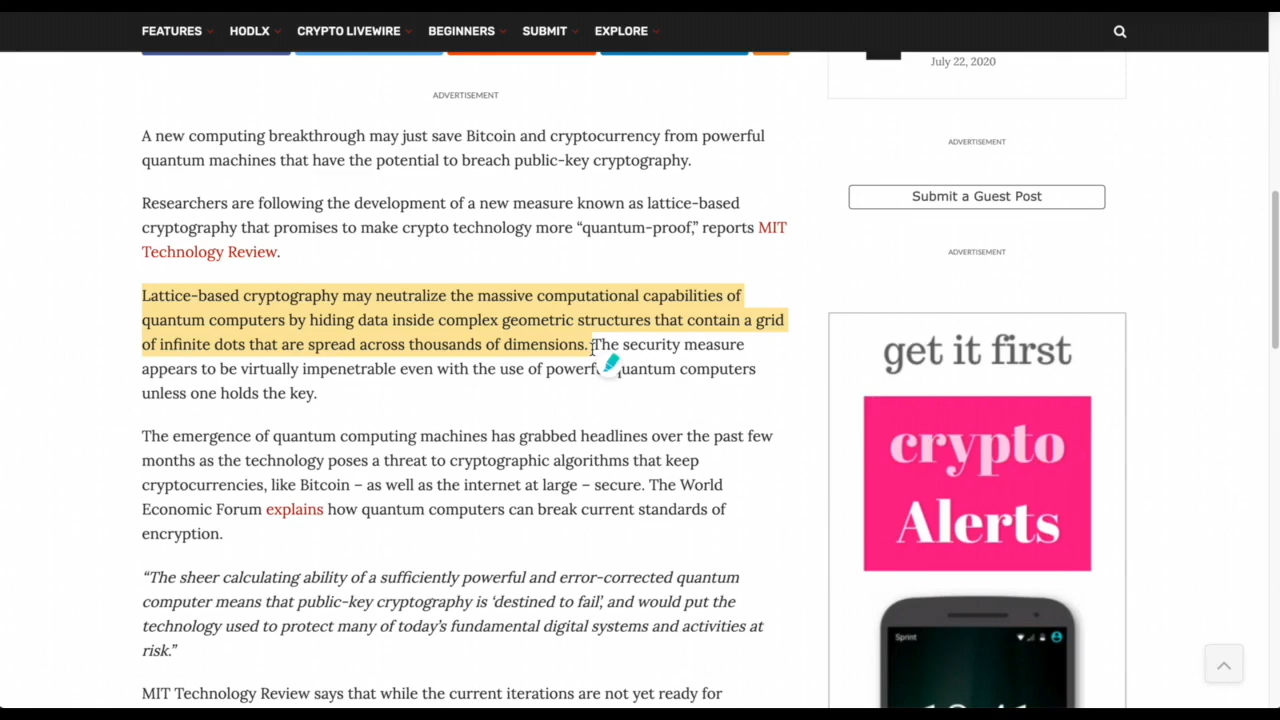 FEATURES HODLX CRYPTO LIVEWIRE BEGINNERS SUBMIT EXPLORE
ADVERTISEMENT
A new computing breakthrough may just save Bitcoin and cryptocurrency from powerful
quantum machines that have the potential to breach public-key cryptography.
Researchers are following the development of a new measure known as lattice-based
cryptography that promises to make crypto technology more “quantum-proof,” reports MIT
Technology Review.
Lattice-based cryptography may neutralize the massive computational capabilities of
quantum computers by hiding data inside complex geometric structures that contain a grid
of infinite dots that are spread across thousands of dimensions. The security measure
appears to be virtually impenetrable even with the use of powerful quantum computers
unless one holds the key.
The emergence of quantum computing machines has grabbed headlines over the past few
months as the technology poses a threat to cryptographic algorithms that keep
cryptocurrencies, like Bitcoin – as well as the internet at large – secure. The World
Economic Forum explains how quantum computers can break current standards of
encryption.
“The sheer calculating ability of a sufficiently powerful and error-corrected quantum
computer means that public-key cryptography is ‘destined to fail’, and would put the
technology used to protect many of today’s fundamental digital systems and activities at
risk.”
MIT Technology Review says that while the current iterations are not yet ready for
July 22, 2020
ADVERTISEMENT
Submit a Guest Post
ADVERTISEMENT
get it first
crypto
Alerts
Sprint